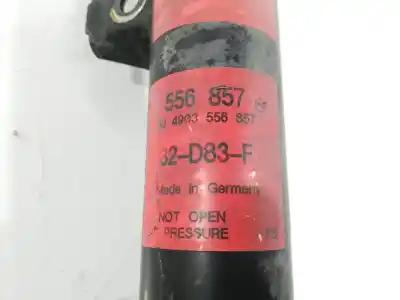 556 857
4903 556 857
32-D83-F
Made in Germany
NOT OPEN
PRESSURE